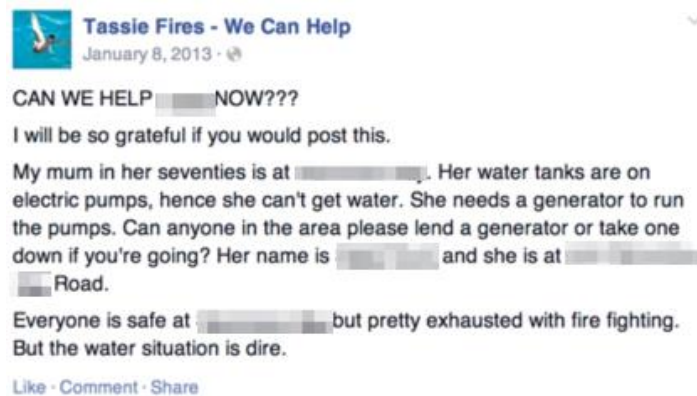 Tassie Fires - We Can Help
January 8, 2013 ·
CAN WE HELP NOW???
I will be so grateful if you would post this.
My mum in her seventies is at . Her water tanks are on
electric pumps, hence she can't get water. She needs a generator to run
the pumps. Can anyone in the area please lend a generator or take one
down if you're going? Her name is and she is at
Road.
Everyone is safe at but pretty exhausted with fire fighting.
But the water situation is dire.
Like · Comment · Share